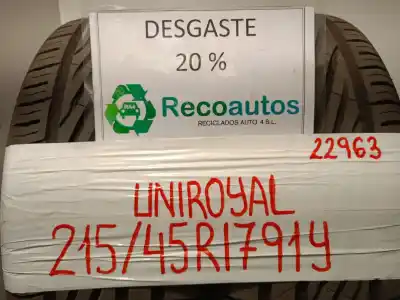 DESGASTE
20 %
Recoautos
RECICLADOS AUTO 4 S.L.
22963
UNIROYAL
215/45R1791Y